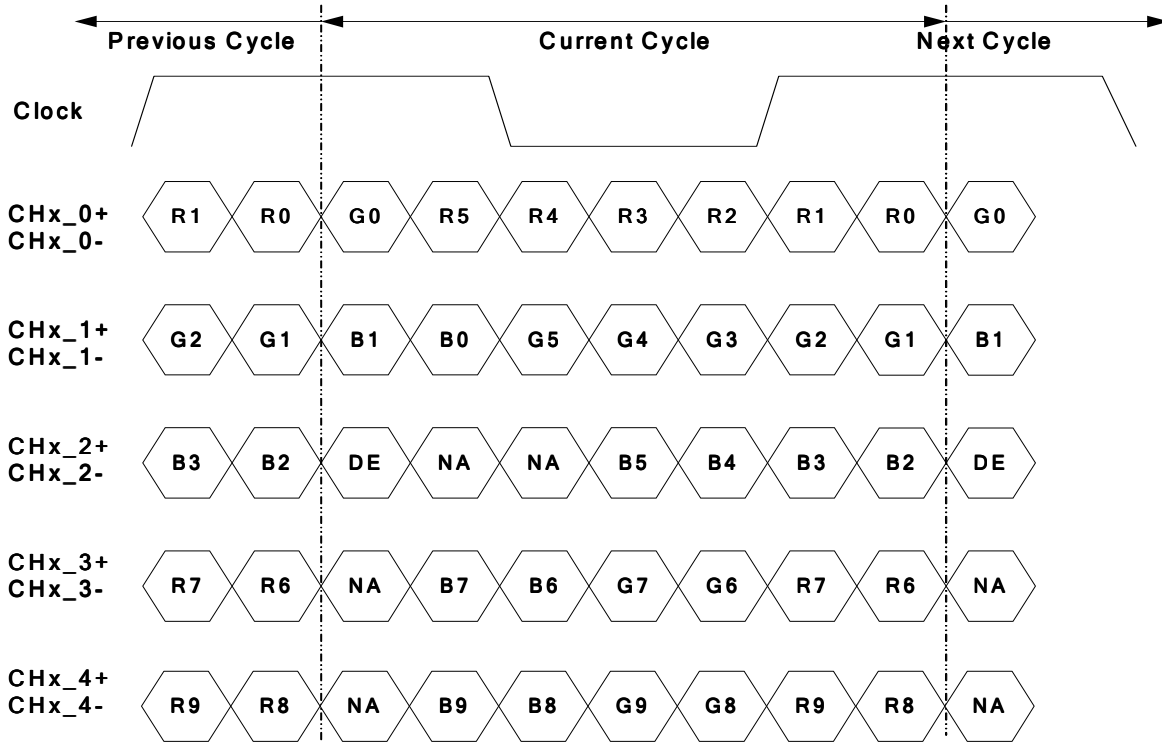 Previous Cycle Current Cycle Next Cycle
Clock
CHx_0+
CHx_0-
R1 R0 G0 R5 R4 R3 R2 R1 R0 G0
CHx_1+
CHx_1-
G2 G1 B1 B0 G5 G4 G3 G2 G1 B1
CHx_2+
CHx_2-
B3 B2 DE NA NA B5 B4 B3 B2 DE
CHx_3+
CHx_3-
R7 R6 NA B7 B6 G7 G6 R7 R6 NA
CHx_4+
CHx_4-
R9 R8 NA B9 B8 G9 G8 R9 R8 NA